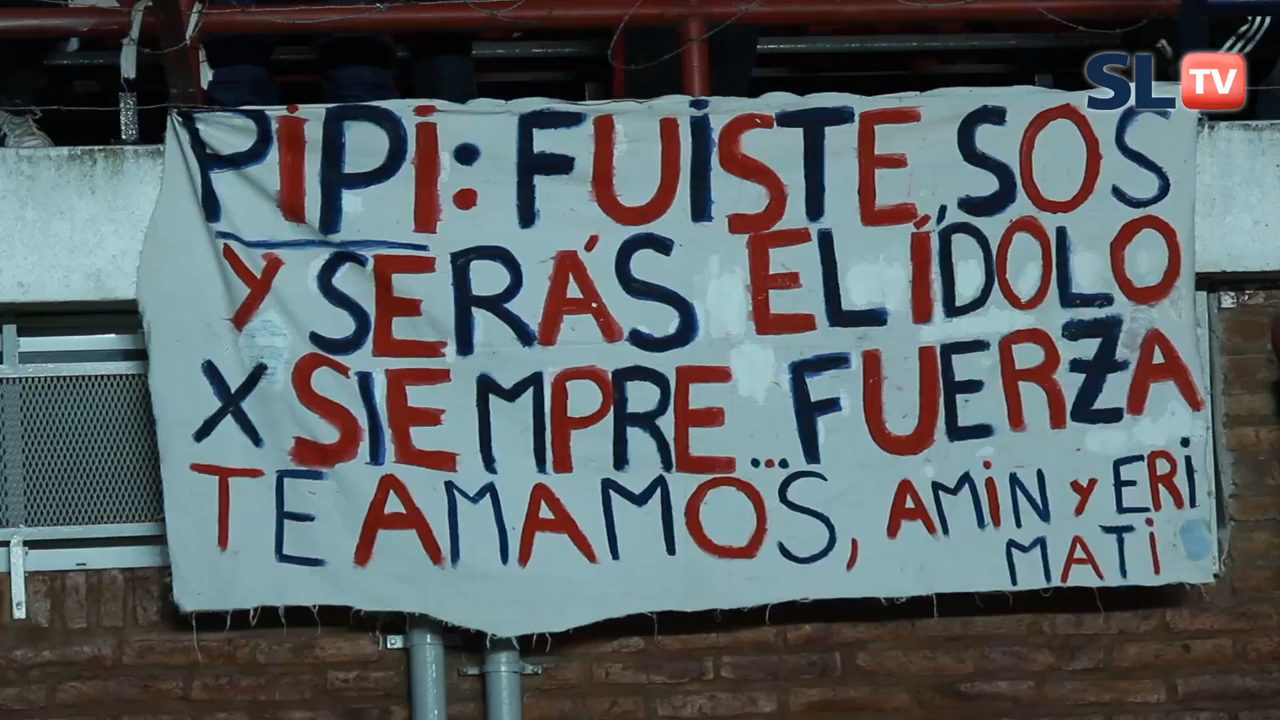 SL TV
PiPi: FUiSTE, SOS
Y SERÁS EL ÍDOLO
X SIEMPRE... FUERZA
TE AMAMOS, AMiN Y ERi
MATi